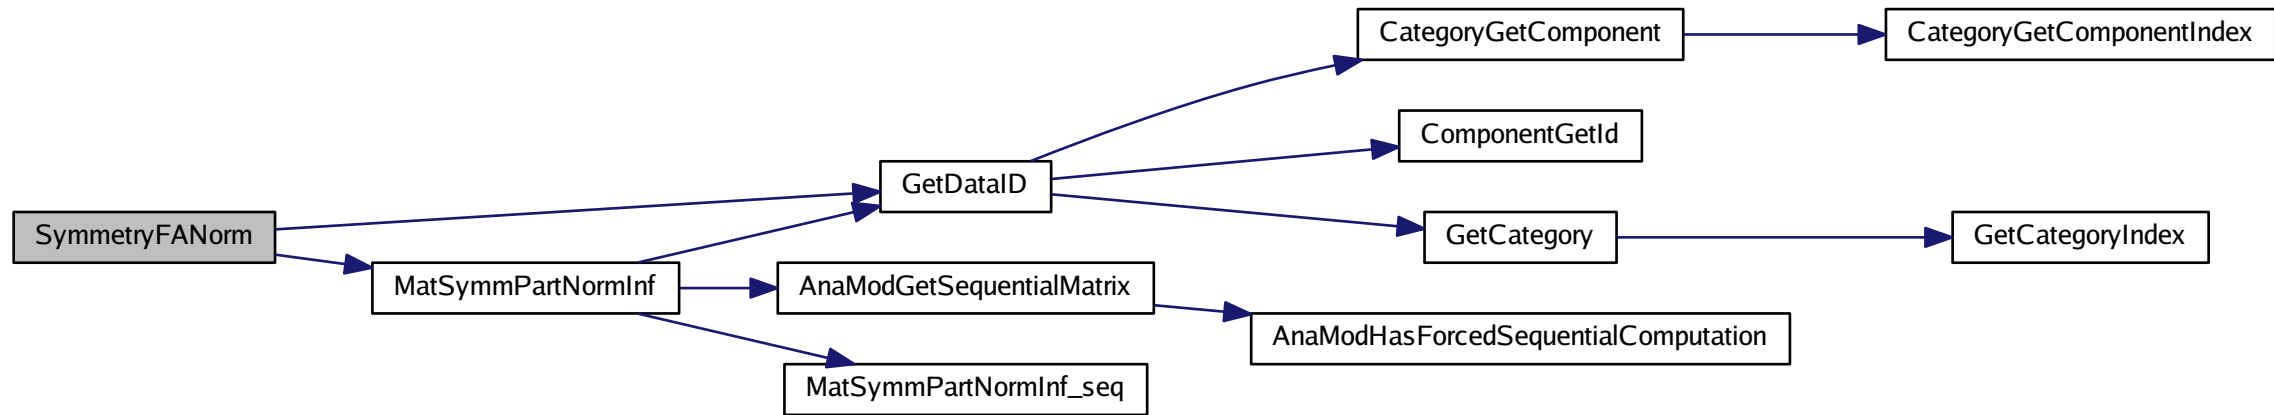 CategoryGetComponent
CategoryGetComponentIndex
ComponentGetId
GetDataID
SymmetryFANorm
GetCategory
GetCategoryIndex
MatSymmPartNormInf
AnaModGetSequentialMatrix
AnaModHasForcedSequentialComputation
MatSymmPartNormInf_seq